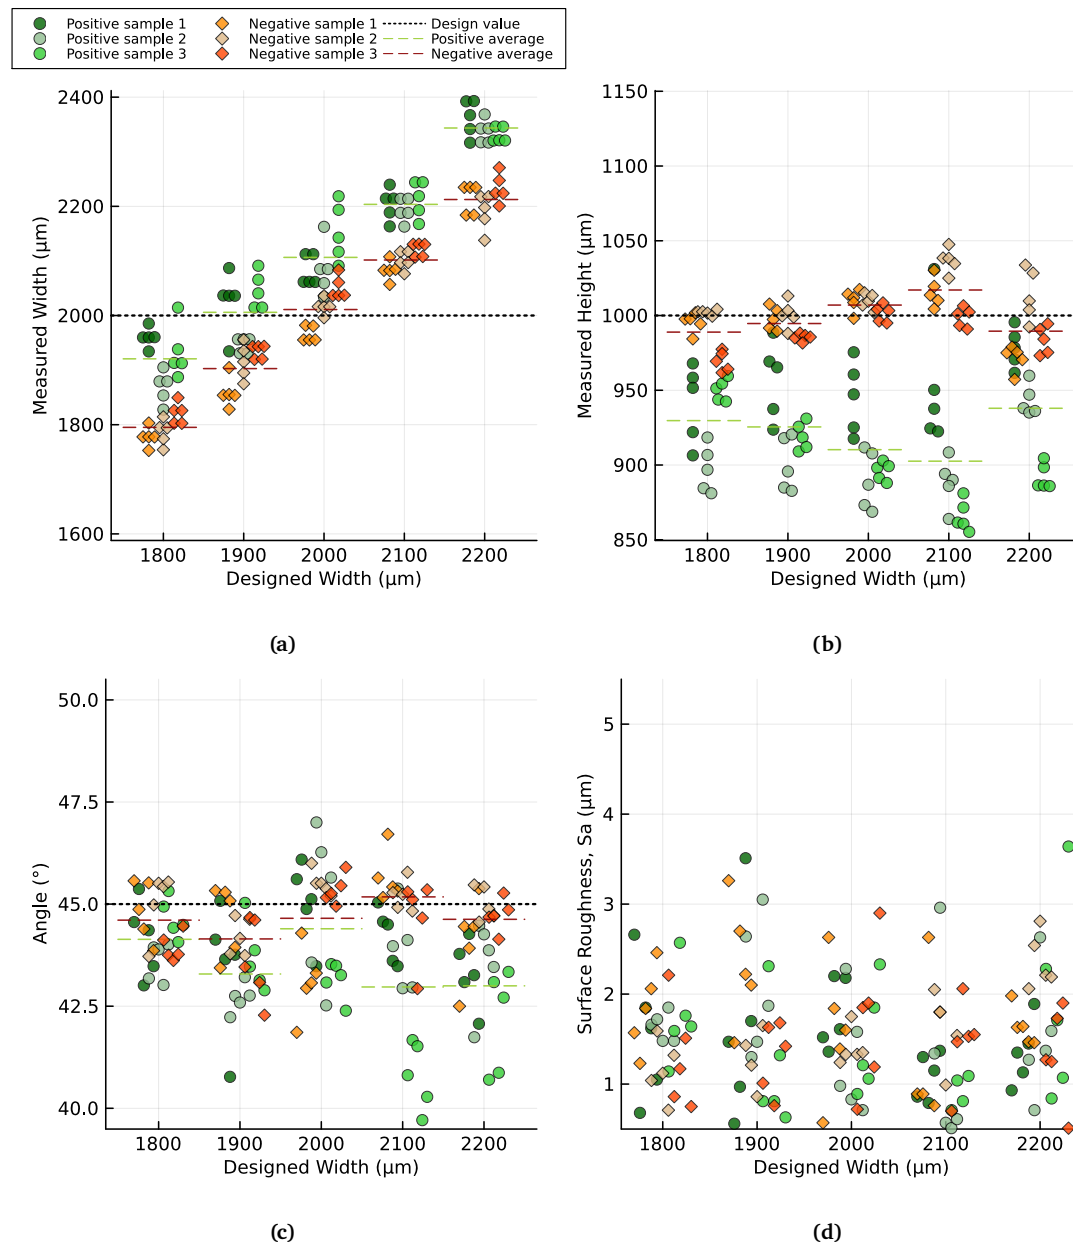 Positive sample 1 Negative sample 1 Design value
Positive sample 2 Negative sample 2 Positive average
Positive sample 3 Negative sample 3 Negative average
2400
2200
2000
1800
1600
Measured Width (μm)
1800 1900 2000 2100 2200
Designed Width (μm)
(a)
1150
1100
1050
1000
950
900
850
Measured Height (μm)
1800 1900 2000 2100 2200
Designed Width (μm)
(b)
50.0
47.5
45.0
42.5
40.0
Angle (°)
1800 1900 2000 2100 2200
Designed Width (μm)
(c)
5
4
3
2
1
Surface Roughness, Sa (μm)
1800 1900 2000 2100 2200
Designed Width (μm)
(d)